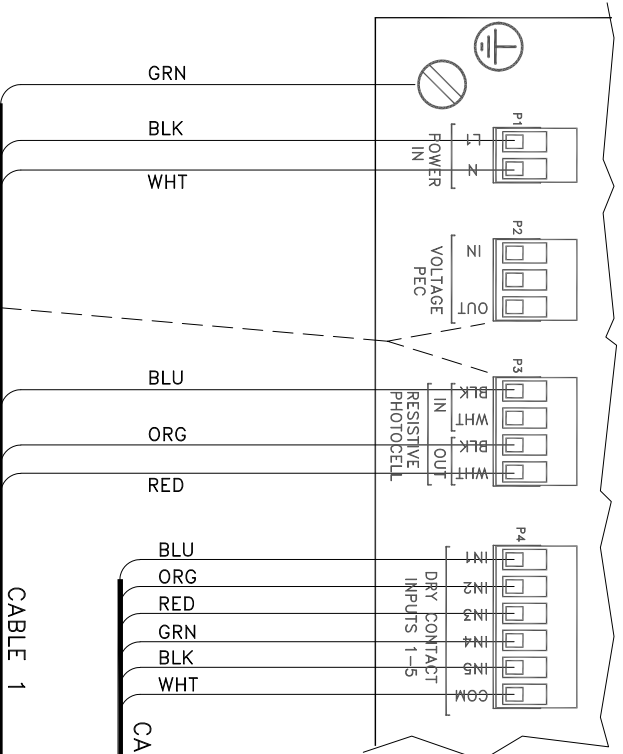 GRN
BLK
WHT
P1
L1
N
POWER
IN
P2
IN
OUT
VOLTAGE
PEC
BLU
ORG
RED
P3
BLK
WHT
BLK
WHT
IN
OUT
RESISTIVE
PHOTOCELL
BLU
ORG
RED
GRN
BLK
WHT
P4
IN1
IN2
IN3
IN4
IN5
COM
DRY CONTACT
INPUTS 1-5
CABLE 1
CA